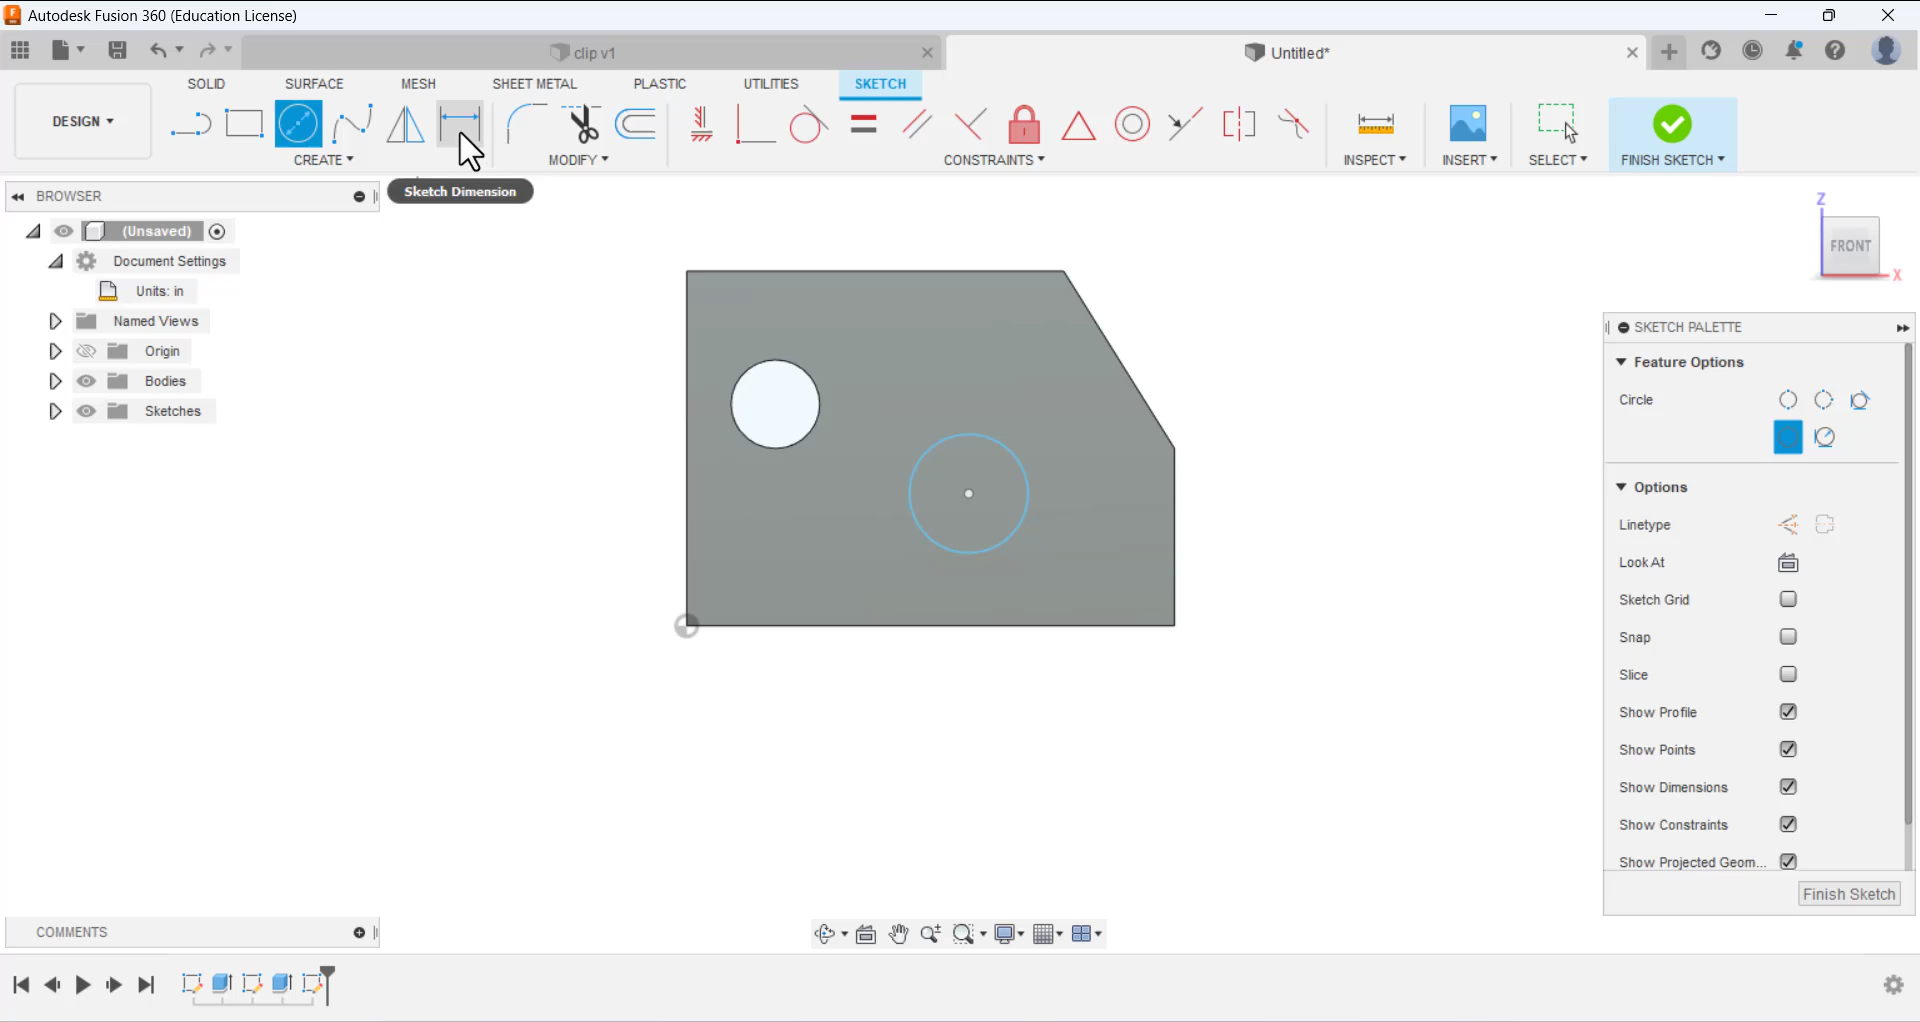 Autodesk Fusion 360 (Education License)
clip v1
Untitled*
SOLID
SURFACE
MESH
SHEET METAL
PLASTIC
UTILITIES
SKETCH
DESIGN
CREATE
MODIFY
CONSTRAINTS
INSPECT
INSERT
SELECT
FINISH SKETCH
BROWSER
Sketch Dimension
(Unsaved)
Document Settings
Units: in
Named Views
Origin
Bodies
Sketches
Z
FRONT
X
SKETCH PALETTE
Feature Options
Circle
Options
Linetype
Look At
Sketch Grid
Snap
Slice
Show Profile
Show Points
Show Dimensions
Show Constraints
Show Projected Geom...
Finish Sketch
COMMENTS